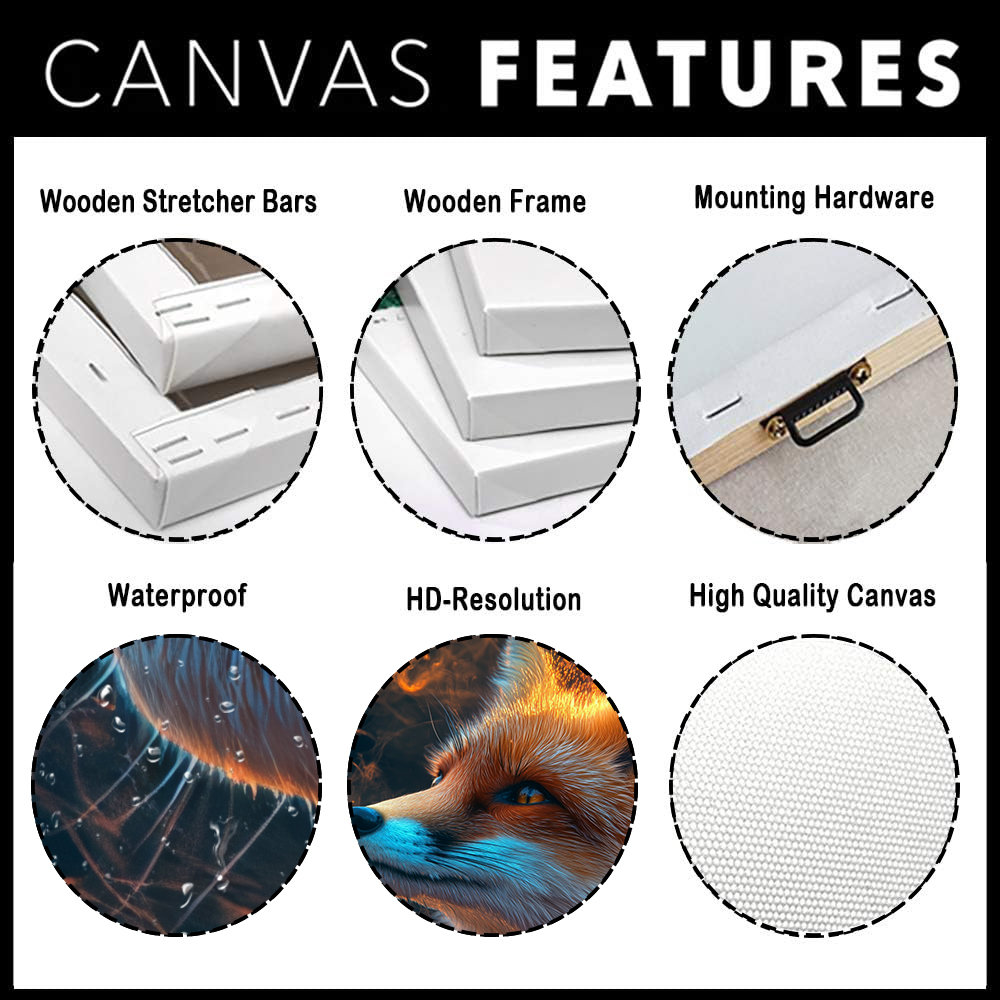 CANVAS FEATURES
Wooden Stretcher Bars
Wooden Frame
Mounting Hardware
Waterproof
HD-Resolution
High Quality Canvas